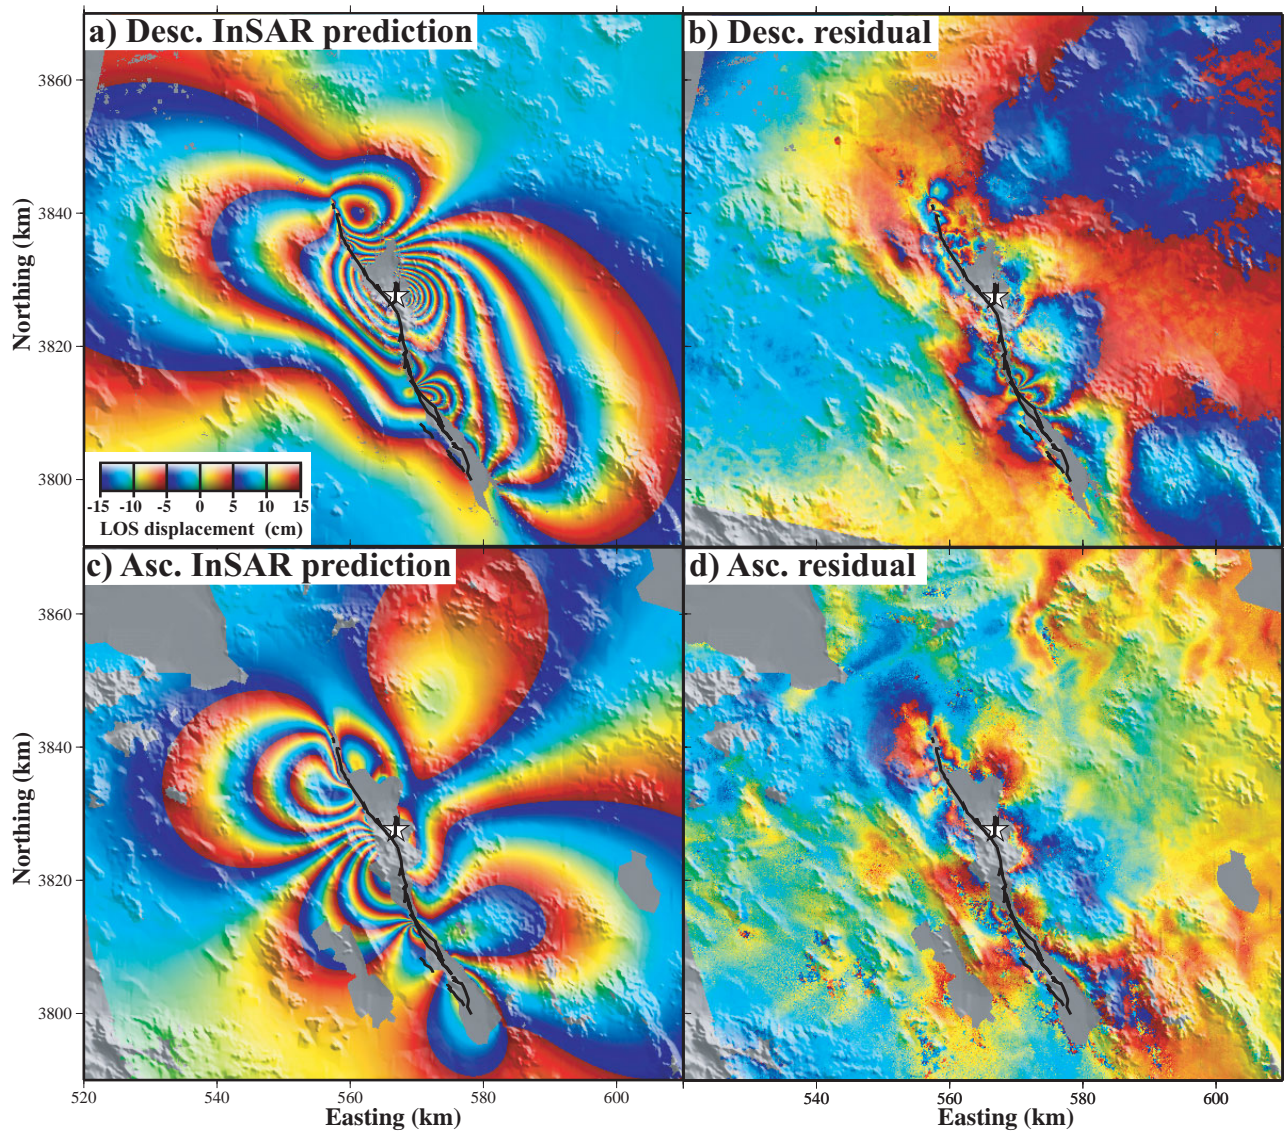 a) Desc. InSAR prediction
b) Desc. residual
3860
3840
3820
3800
Northing (km)
-15 -10 -5 0 5 10 15
LOS displacement (cm)
c) Asc. InSAR prediction
d) Asc. residual
3860
3840
3820
3800
Northing (km)
520 540 560 580 600
540 560 580 600
Easting (km)
Easting (km)